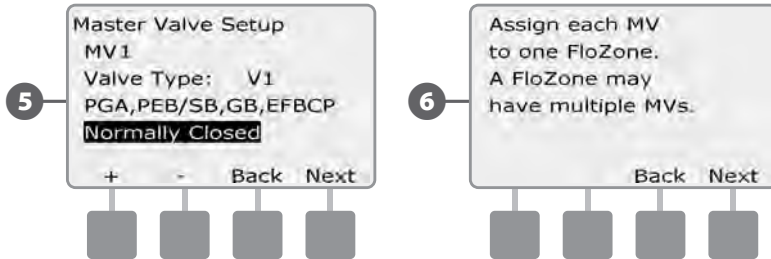 5
Master Valve Setup
MV1
Valve Type: V1
PGA,PEB/SB,GB,EFBCP
Normally Closed
+ - Back Next
6
Assign each MV
to one FloZone.
A FloZone may
have multiple MVs.
Back Next